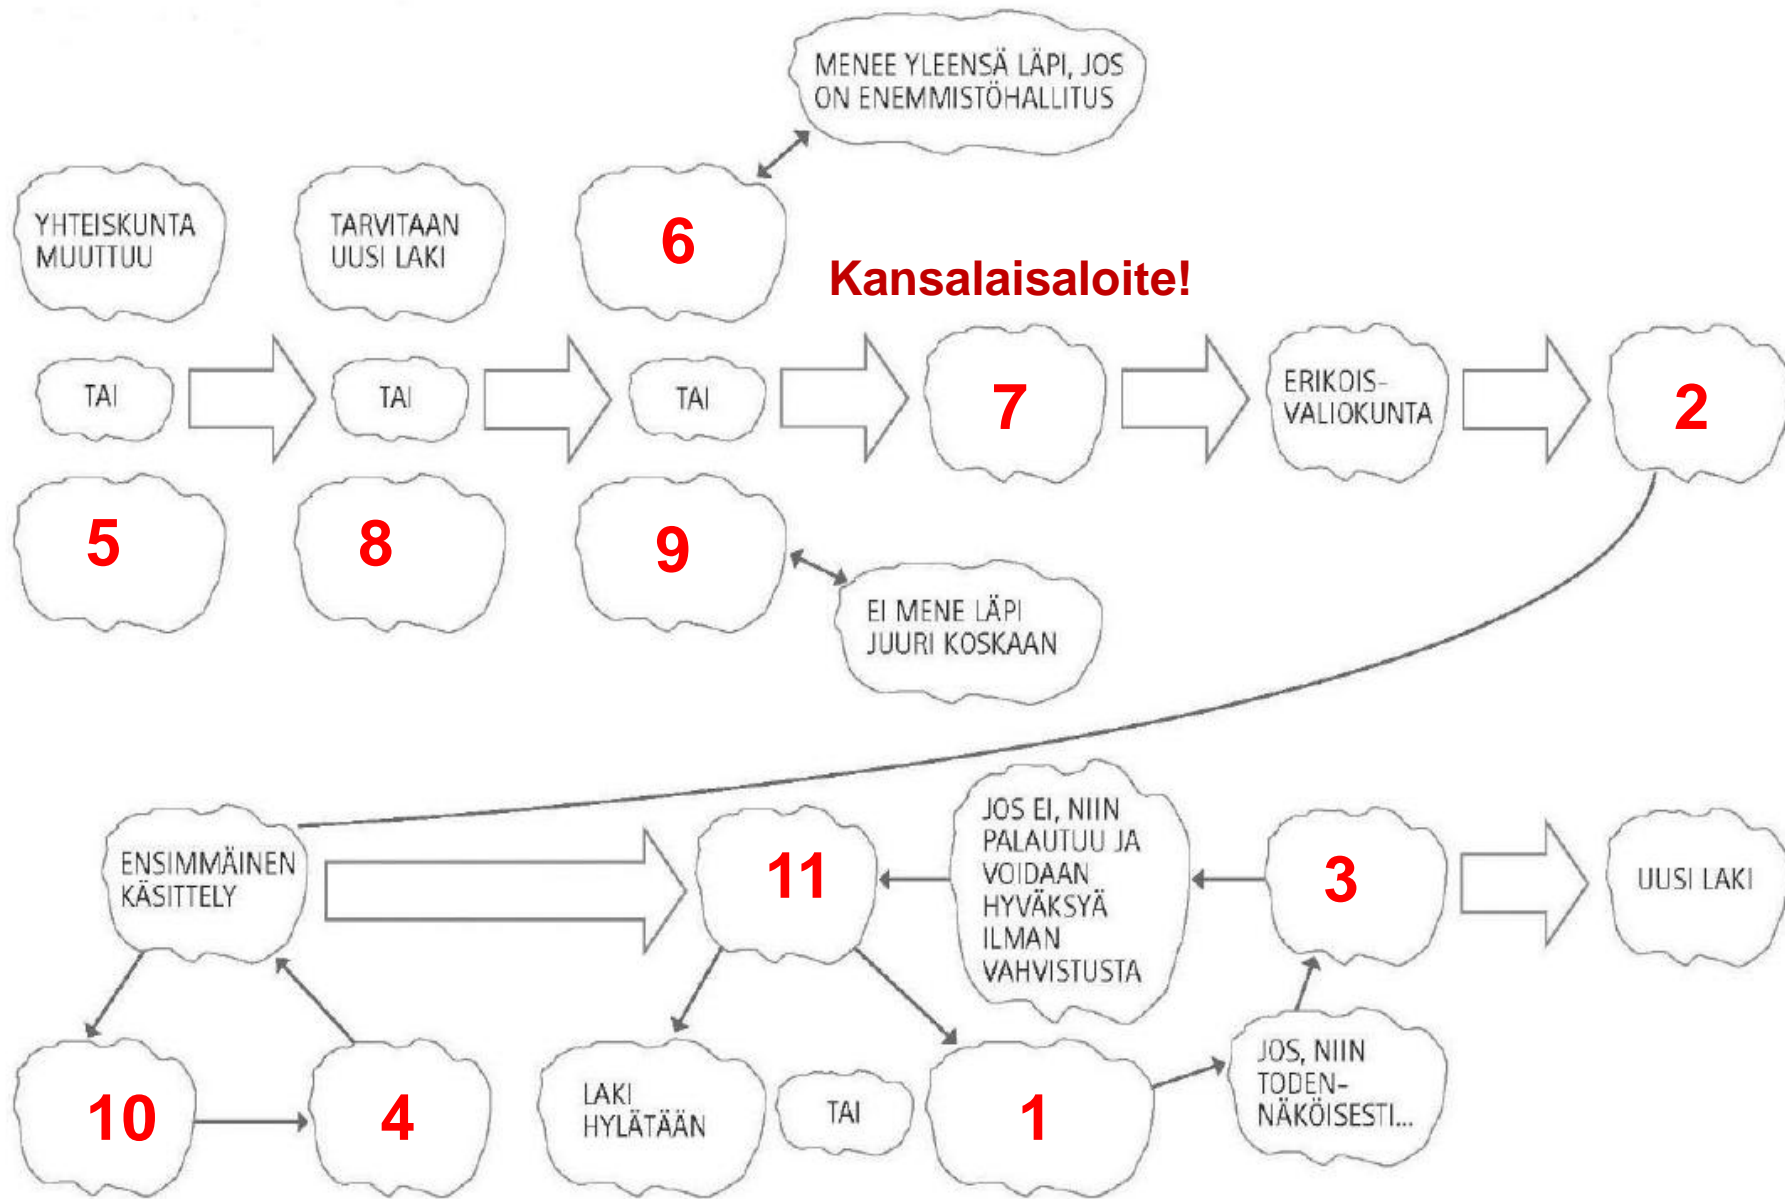 MENEE YLEENSÄ LÄPI, JOS
ON ENEMMISTÖHALLITUS
YHTEISKUNTA
MUUTTUU
TARVITAAN
UUSI LAKI
6
Kansalaisaloite!
TAI
TAI
TAI
7
ERIKOIS-
VALIOKUNTA
2
5
8
9
EI MENE LÄPI
JUURI KOSKAAN
ENSIMMÄINEN
KÄSITTELY
11
JOS EI, NIIN
PALAUTUU JA
VOIDAAN
HYVÄKSYÄ
ILMAN
VAHVISTUSTA
3
UUSI LAKI
10
4
LAKI
HYLÄTÄÄN
TAI
1
JOS, NIIN
TODEN-
NÄKÖISESTI...